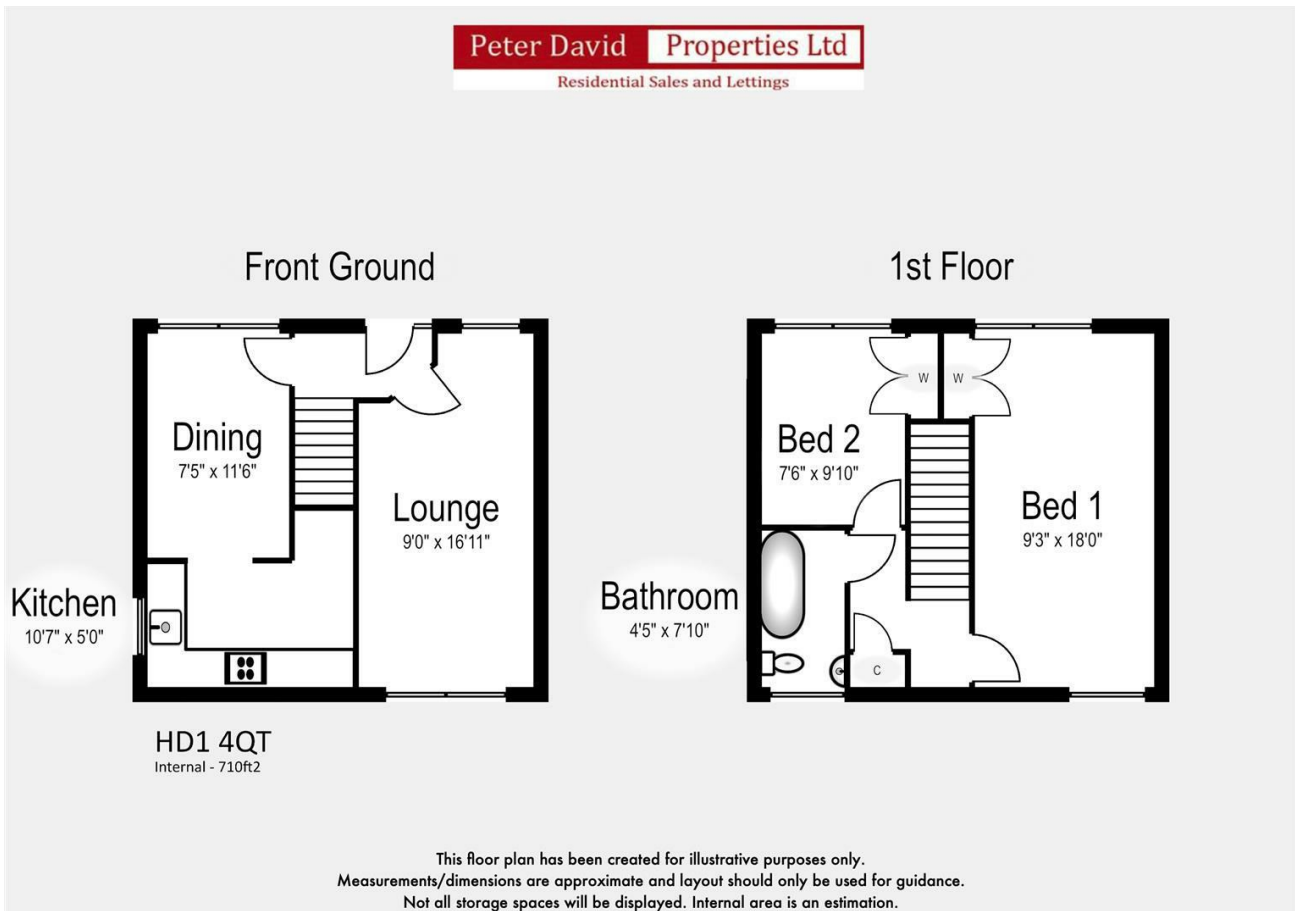 Peter David Properties Ltd
Residential Sales and Lettings
Front Ground
1st Floor
Dining
7'5" x 11'6"
Lounge
9'0" x 16'11"
Kitchen
10'7" x 5'0"
W
W
Bed 2
7'6" x 9'10"
Bed 1
9'3" x 18'0"
Bathroom
4'5" x 7'10"
C
HD1 4QT
Internal - 710ft2
This floor plan has been created for illustrative purposes only.
Measurements/dimensions are approximate and layout should only be used for guidance.
Not all storage spaces will be displayed. Internal area is an estimation.